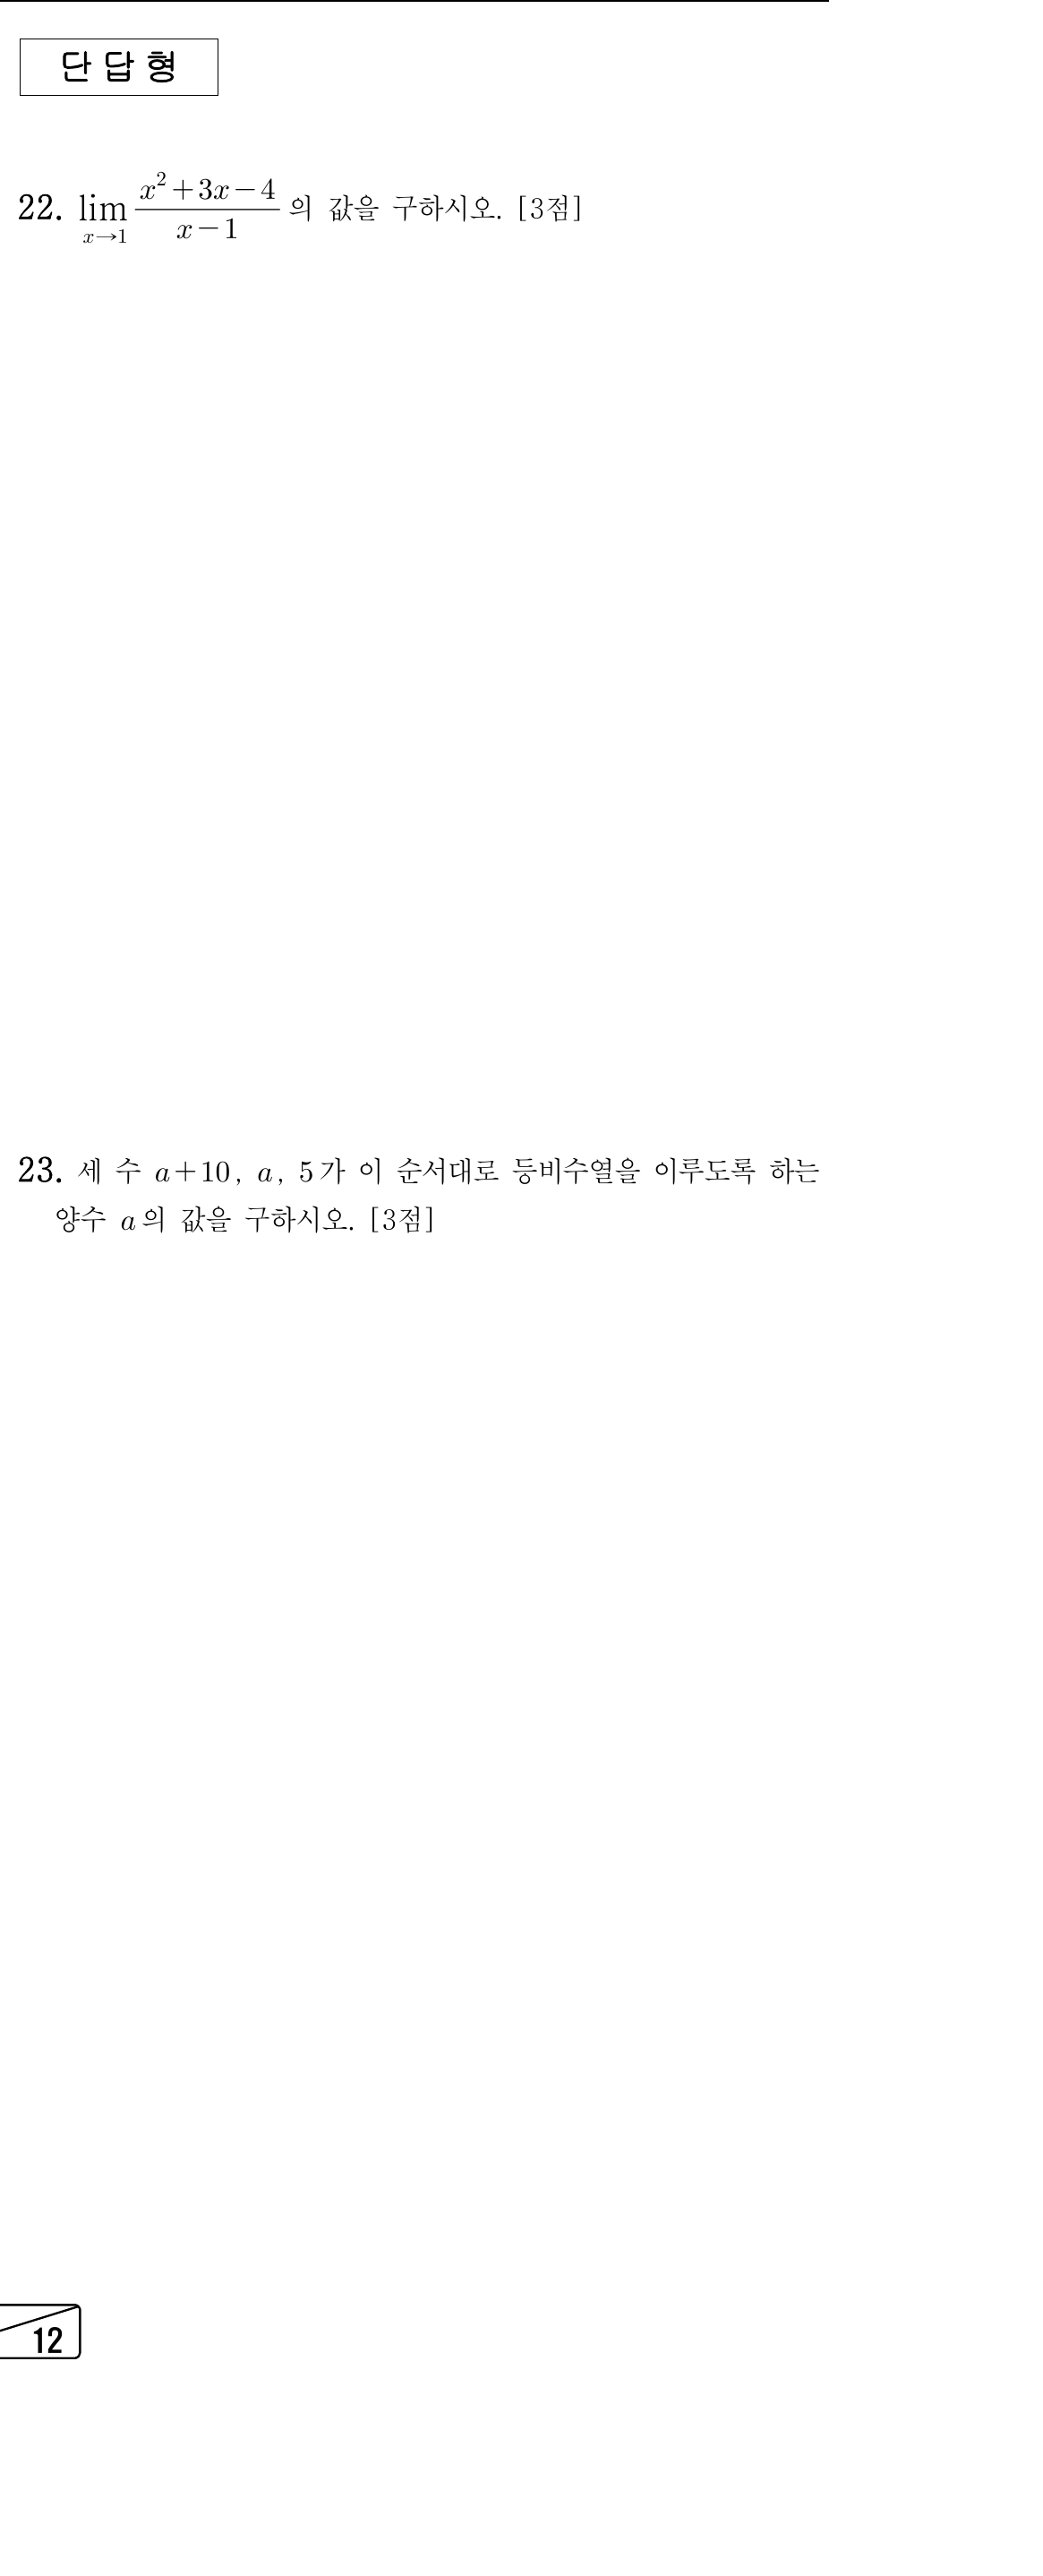 단답형
22. lim_{x→1} \frac{x^2+3x-4}{x-1} 의 값을 구하시오. [3점]
23. 세 수 a+10, a, 5가 이 순서대로 등비수열을 이루도록 하는
양수 a의 값을 구하시오. [3점]
12